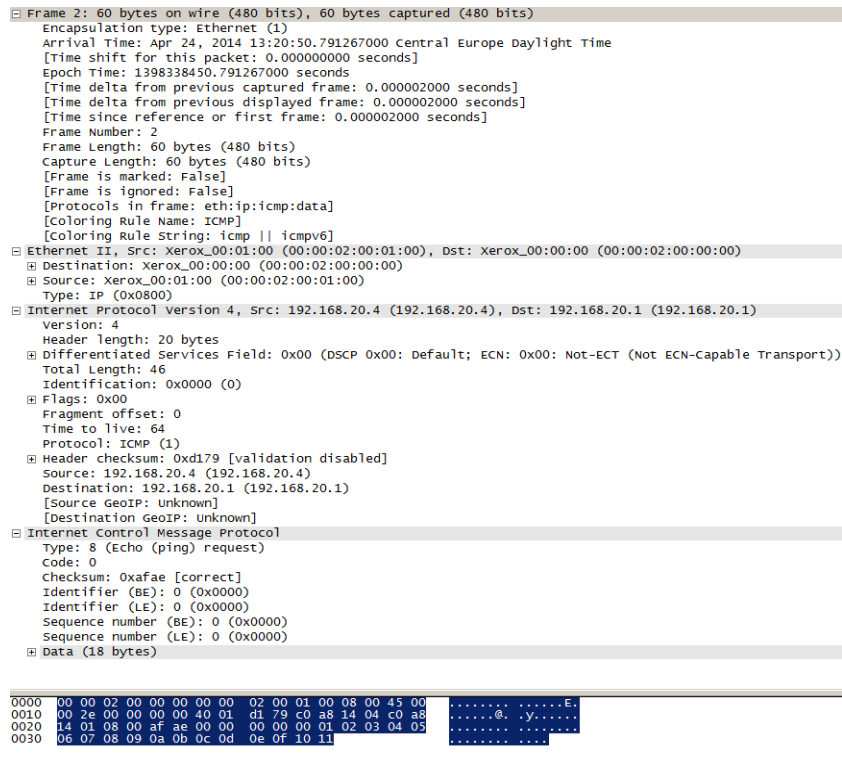 Frame 2: 60 bytes on wire (480 bits), 60 bytes captured (480 bits)
Encapsulation type: Ethernet (1)
Arrival Time: Apr 24, 2014 13:20:50.791267000 Central Europe Daylight Time
[Time shift for this packet: 0.000000000 seconds]
Epoch Time: 1398338450.791267000 seconds
[Time delta from previous captured frame: 0.000002000 seconds]
[Time delta from previous displayed frame: 0.000002000 seconds]
[Time since reference or first frame: 0.000002000 seconds]
Frame Number: 2
Frame Length: 60 bytes (480 bits)
Capture Length: 60 bytes (480 bits)
[Frame is marked: False]
[Frame is ignored: False]
[Protocols in frame: eth:ip:icmp:data]
[Coloring Rule Name: ICMP]
[Coloring Rule String: icmp || icmpv6]
Ethernet II, Src: Xerox_00:01:00 (00:00:02:00:01:00), Dst: Xerox_00:00:00 (00:00:02:00:00:00)
Destination: Xerox_00:00:00 (00:00:02:00:00:00)
Source: Xerox_00:01:00 (00:00:02:00:01:00)
Type: IP (0x0800)
Internet Protocol Version 4, Src: 192.168.20.4 (192.168.20.4), Dst: 192.168.20.1 (192.168.20.1)
Version: 4
Header length: 20 bytes
Differentiated Services Field: 0x00 (DSCP 0x00: Default; ECN: 0x00: Not-ECT (Not ECN-Capable Transport))
Total Length: 46
Identification: 0x0000 (0)
Flags: 0x00
Fragment offset: 0
Time to live: 64
Protocol: ICMP (1)
Header checksum: 0xd179 [validation disabled]
Source: 192.168.20.4 (192.168.20.4)
Destination: 192.168.20.1 (192.168.20.1)
[Source GeoIP: Unknown]
[Destination GeoIP: Unknown]
Internet Control Message Protocol
Type: 8 (Echo (ping) request)
Code: 0
Checksum: 0xafae [correct]
Identifier (BE): 0 (0x0000)
Identifier (LE): 0 (0x0000)
Sequence number (BE): 0 (0x0000)
Sequence number (LE): 0 (0x0000)
Data (18 bytes)
0000 00 00 02 00 00 00 00 00 02 00 01 00 08 00 45 00 ........ ......E.
0010 00 2e 00 00 00 00 40 01 d1 79 c0 a8 14 04 c0 a8 ......@. .y......
0020 14 01 08 00 af ae 00 00 00 00 00 01 02 03 04 05 ........ ........
0030 06 07 08 09 0a 0b 0c 0d 0e 0f 10 11 ........ ....